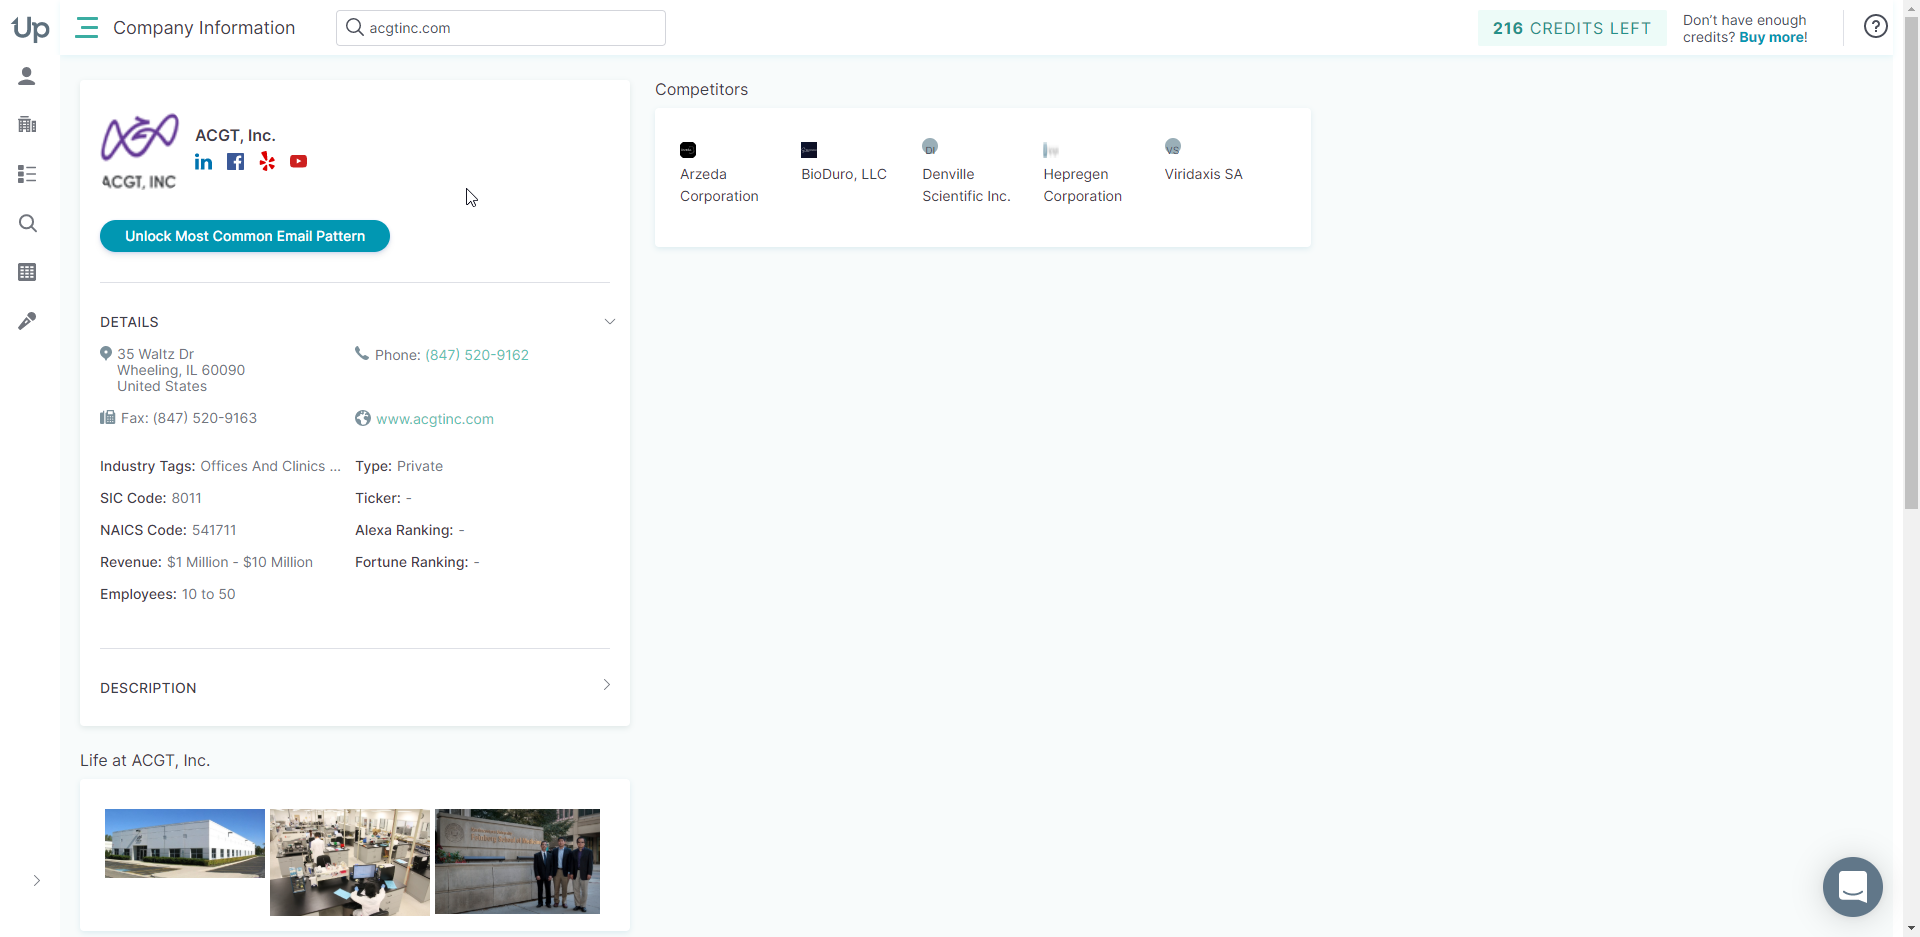 Up
Company Information
acgtinc.com
216 CREDITS LEFT
Don't have enough
credits? Buy more!
ACGT, INC
ACGT, Inc.
Unlock Most Common Email Pattern
DETAILS
35 Waltz Dr
Wheeling, IL 60090
United States
Phone: (847) 520-9162
Fax: (847) 520-9163
www.acgtinc.com
Industry Tags: Offices And Clinics ...
Type: Private
SIC Code: 8011
Ticker: -
NAICS Code: 541711
Alexa Ranking: -
Revenue: $1 Million - $10 Million
Fortune Ranking: -
Employees: 10 to 50
DESCRIPTION
Life at ACGT, Inc.
Competitors
Arzeda
Corporation
BioDuro, LLC
DI
Denville
Scientific Inc.
Hepregen
Corporation
VS
Viridaxis SA